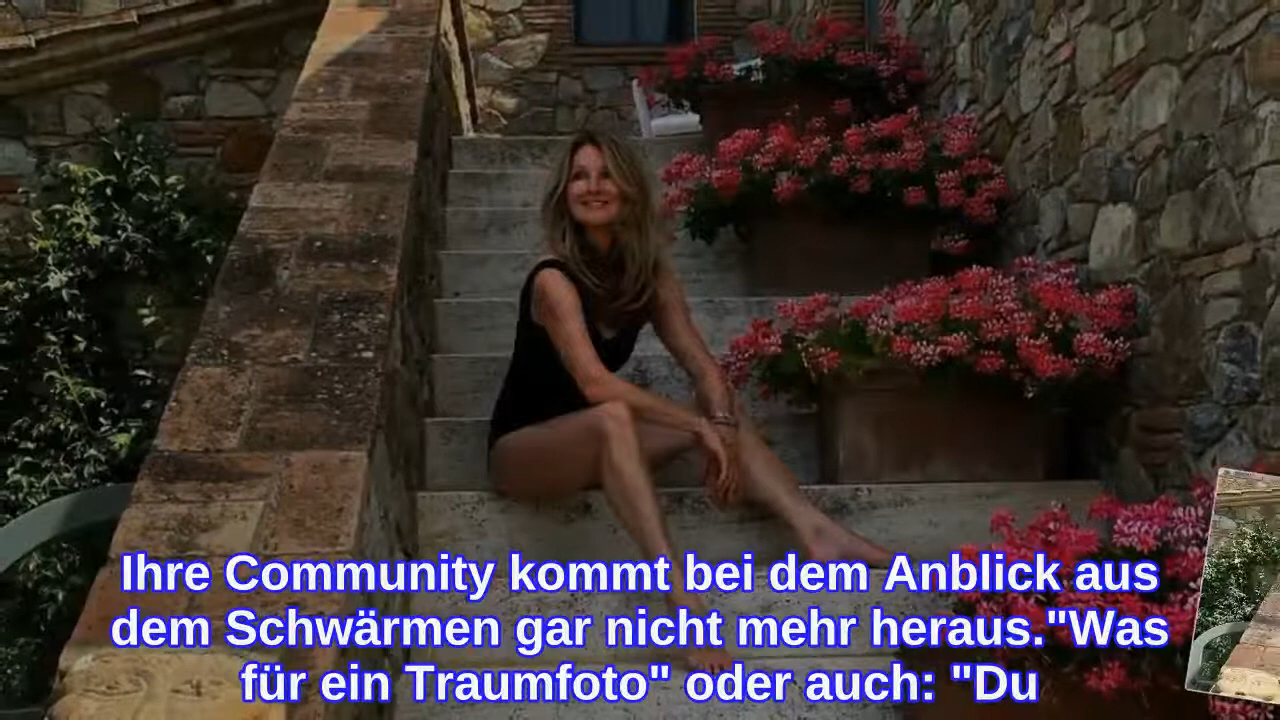 Ihre Community kommt bei dem Anblick aus
dem Schwärmen gar nicht mehr heraus."Was
für ein Traumfoto" oder auch: "Du